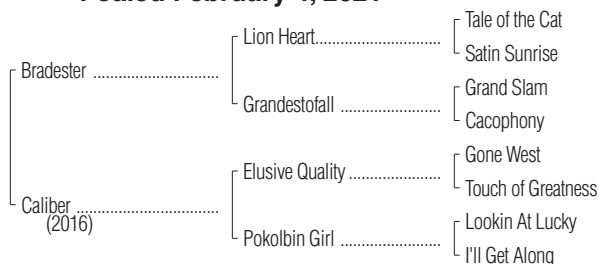 Foaled February
Tale of the Cat
Lion Heart
Satin Sunrise
Bradester
Grand Slam
Grandestofall
Cacophony
Gone West
Elusive Quality
Touch of Greatness
Caliber
(2016)
Lookin At Lucky
Pokolbin Girl
I'll Get Along